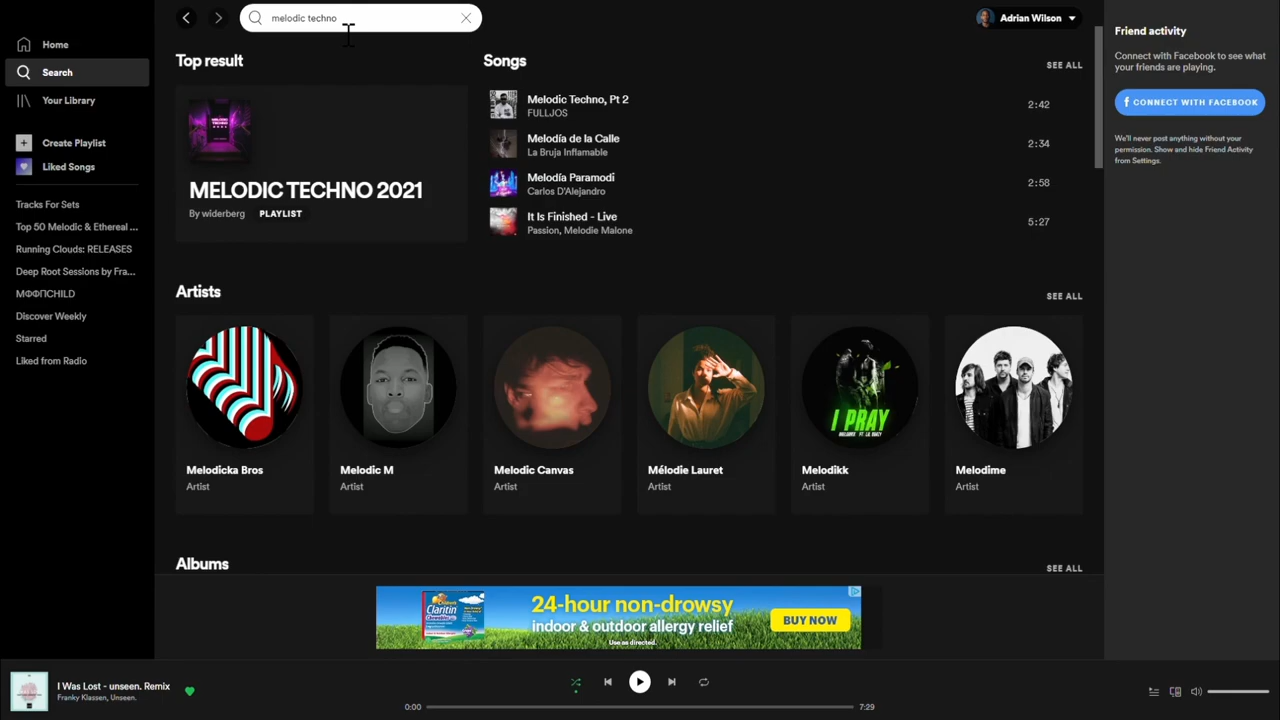 melodic techno
Adrian Wilson
Home
Search
Your Library
Create Playlist
Liked Songs
Tracks For Sets
Top 50 Melodic & Ethereal ...
Running Clouds: RELEASES
Deep Root Sessions by Fra...
MФФПCHILD
Discover Weekly
Starred
Liked from Radio
Top result
MELODIC TECHNO 2021
By widerberg PLAYLIST
Songs
SEE ALL
Melodic Techno, Pt 2
FULLJOS
2:42
Melodía de la Calle
La Bruja Inflamable
2:34
Melodía Paramodi
Carlos D'Alejandro
2:58
It Is Finished - Live
Passion, Melodie Malone
5:27
Artists
SEE ALL
Melodicka Bros
Artist
Melodic M
Artist
Melodic Canvas
Artist
Mélodie Lauret
Artist
I PRAY
Melodikk
Artist
Melodime
Artist
Albums
SEE ALL
Children's
Claritin
24-hour non-drowsy
indoor & outdoor allergy relief
Use as directed.
BUY NOW
Friend activity
Connect with Facebook to see what
your friends are playing.
f CONNECT WITH FACEBOOK
We'll never post anything without your
permission. Show and hide Friend Activity
from Settings.
I Was Lost - unseen. Remix
Franky Klassen, Unseen.
0:00
7:29